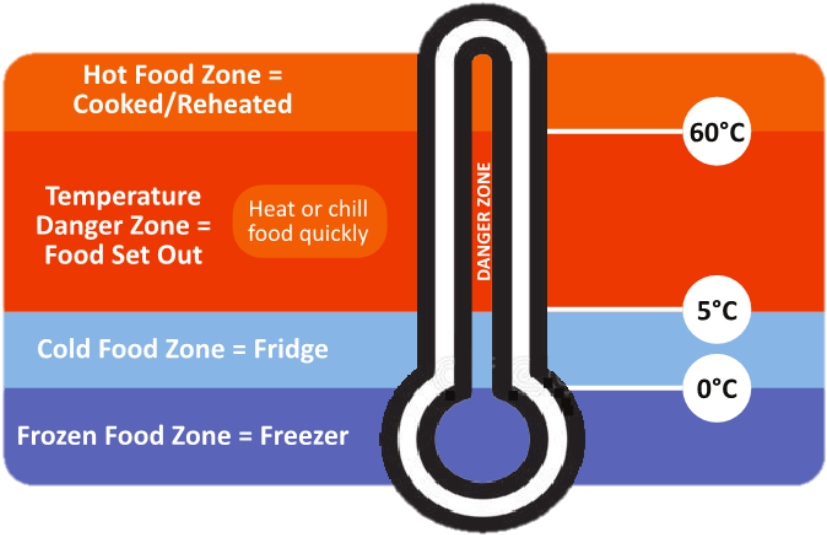 Hot Food Zone =
Cooked/Reheated
60°C
Temperature
Danger Zone =
Food Set Out
Heat or chill
food quickly
DANGER ZONE
5°C
Cold Food Zone = Fridge
0°C
Frozen Food Zone = Freezer